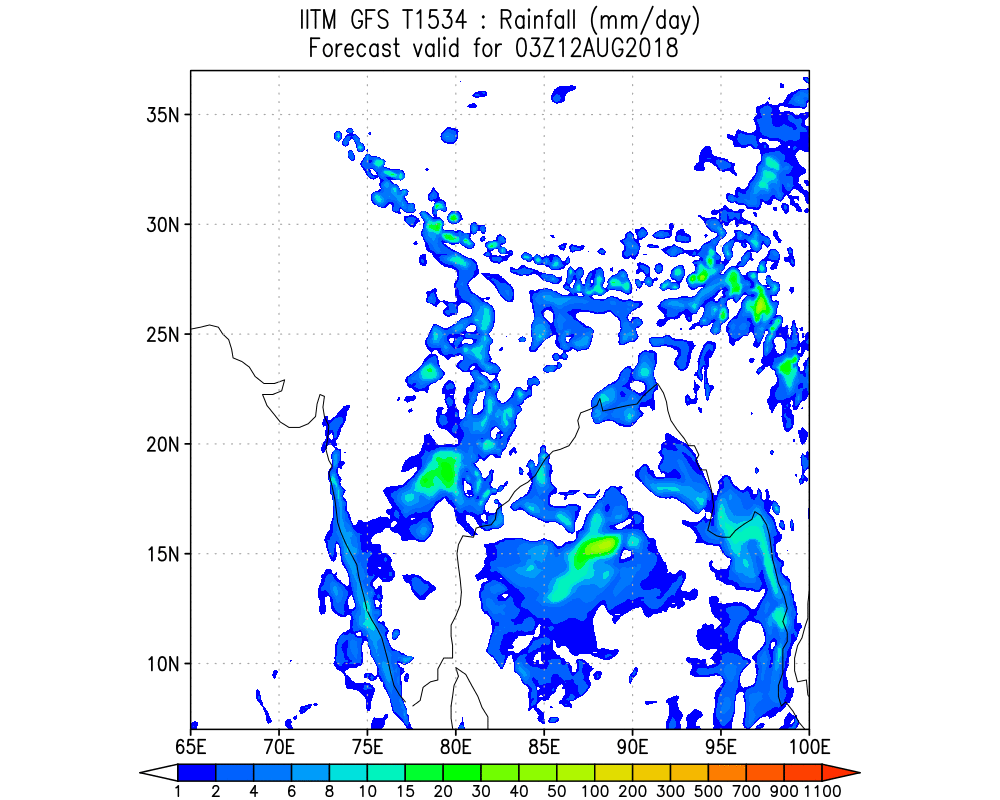 IITM GFS T1534 : Rainfall (mm/day)
Forecast valid for 03Z12AUG2018
35N
30N
25N
20N
15N
10N
65E 70E 75E 80E 85E 90E 95E 100E
1 2 4 6 8 10 15 20 30 40 50 100 200 300 500 700 900 1100